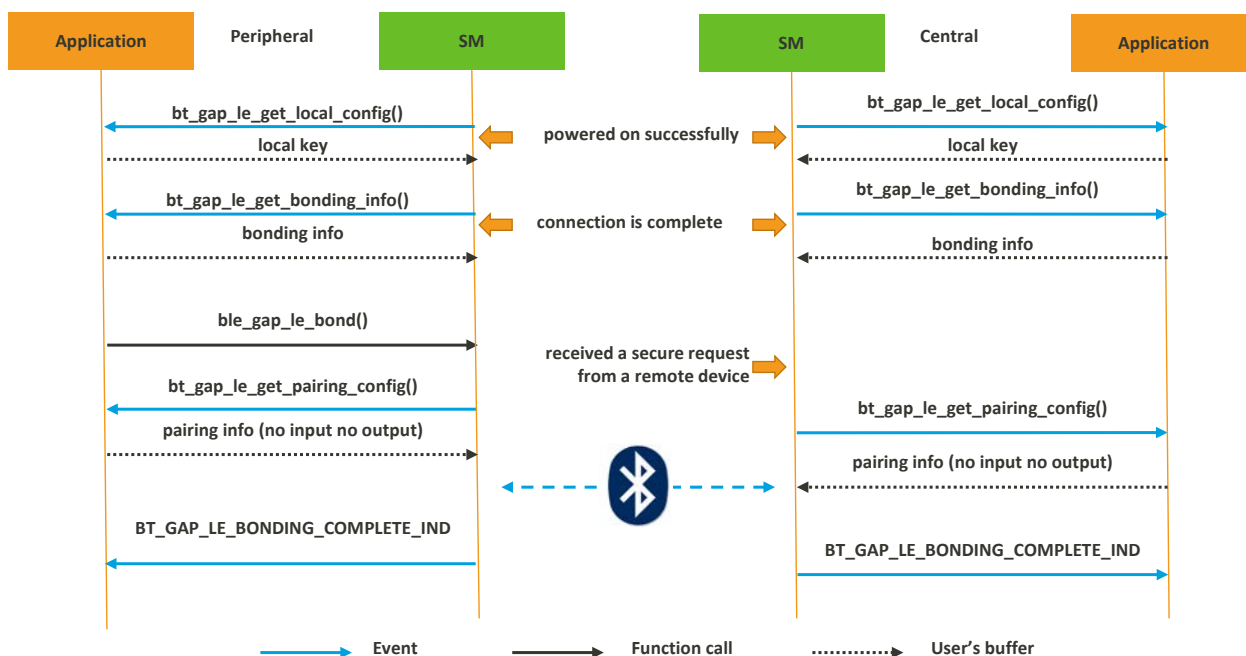 Application
Peripheral
SM
SM
Central
Application
bt_gap_le_get_local_config()
bt_gap_le_get_local_config()
powered on successfully
local key
local key
bt_gap_le_get_bonding_info()
bt_gap_le_get_bonding_info()
connection is complete
bonding info
bonding info
ble_gap_le_bond()
received a secure request
from a remote device
bt_gap_le_get_pairing_config()
bt_gap_le_get_pairing_config()
pairing info (no input no output)
pairing info (no input no output)
BT_GAP_LE_BONDING_COMPLETE_IND
BT_GAP_LE_BONDING_COMPLETE_IND
Event
Function call
User's buffer